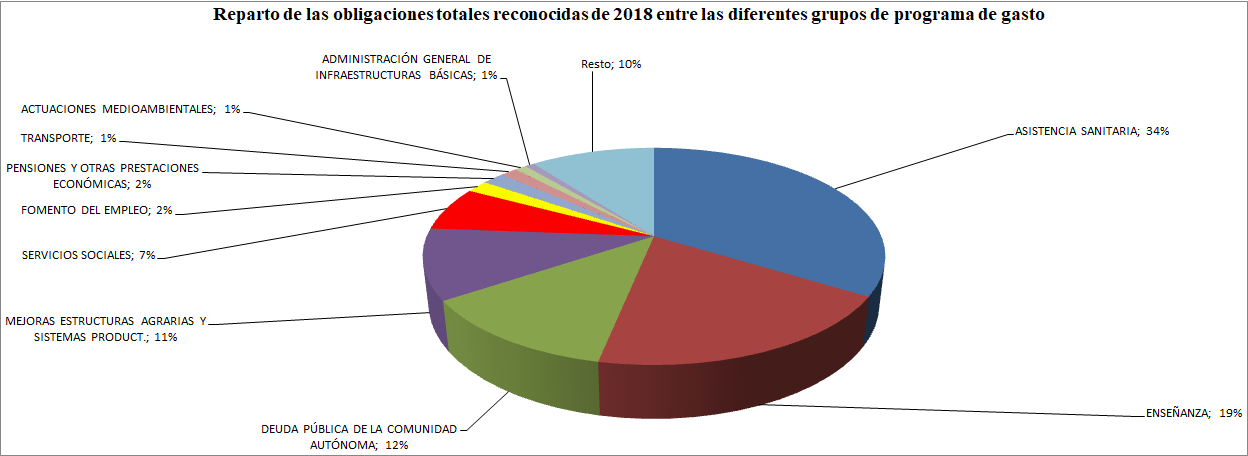 Reparto de las obligaciones totales reconocidas de 2018 entre las diferentes grupos de programa de gasto
ADMINISTRACIÓN GENERAL DE
INFRAESTRUCTURAS BÁSICAS; 1%
Resto; 10%
ACTUACIONES MEDIOAMBIENTALES; 1%
ASISTENCIA SANITARIA; 34%
TRANSPORTE; 1%
PENSIONES Y OTRAS PRESTACIONES
ECONÓMICAS; 2%
FOMENTO DEL EMPLEO; 2%
SERVICIOS SOCIALES; 7%
MEJORAS ESTRUCTURAS AGRARIAS Y
SISTEMAS PRODUCT.; 11%
ENSEÑANZA; 19%
DEUDA PÚBLICA DE LA COMUNIDAD
AUTÓNOMA; 12%